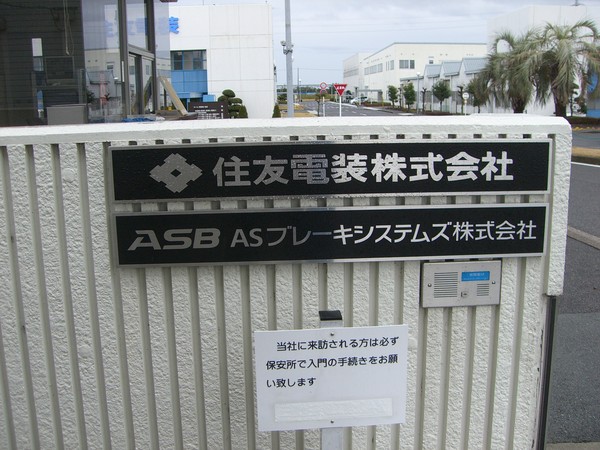 住友電装株式会社
ASB ASブレーキシステムズ株式会社
当社に来訪される方は必ず
保安所で入門の手続きをお願
い致します